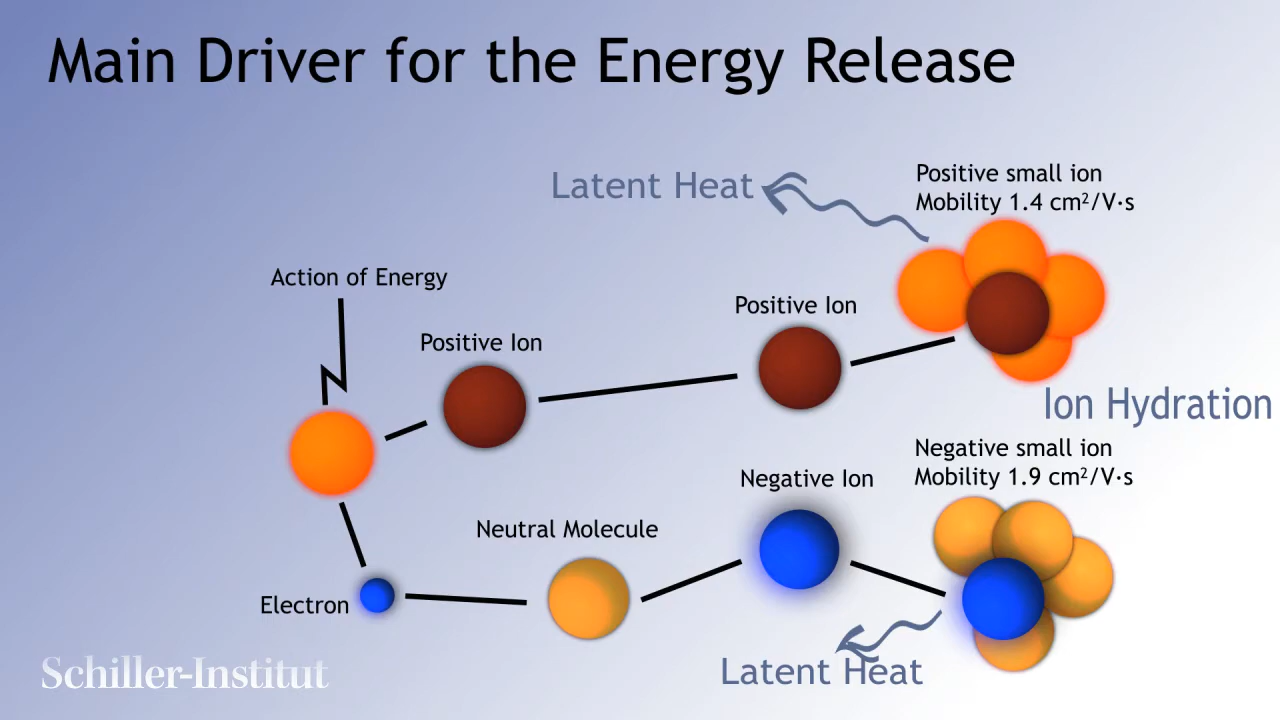 Main Driver for the Energy Release
Latent Heat
Positive small ion
Mobility 1.4 cm²/V·s
Action of Energy
Positive Ion
Positive Ion
Ion Hydration
Negative small ion
Mobility 1.9 cm²/V·s
Negative Ion
Neutral Molecule
Electron
Latent Heat
Schiller-Institut